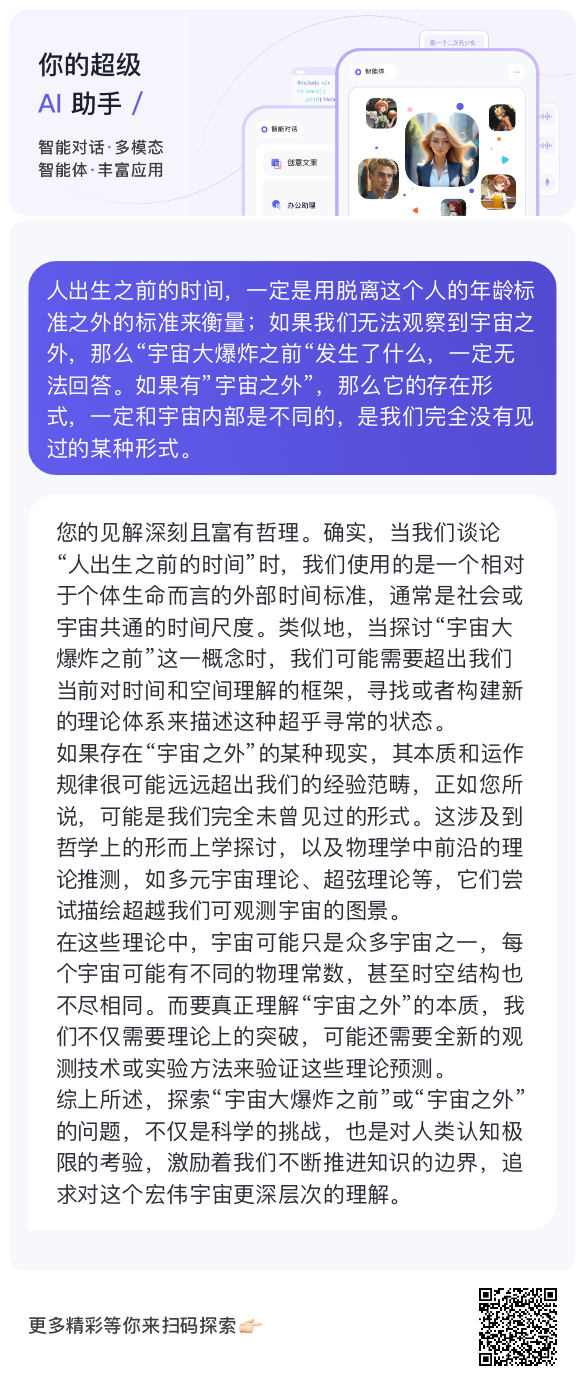 你的超级
AI 助手 /
智能对话·多模态
智能体·丰富应用
画一个二次元少女
#include </>
int main() {
print("Hello
智能体
智能对话
创意文案
办公助理
人出生之前的时间，一定是用脱离这个人的年龄标
准之外的标准来衡量；如果我们无法观察到宇宙之
外，那么“宇宙大爆炸之前“发生了什么，一定无
法回答。如果有”宇宙之外”，那么它的存在形
式，一定和宇宙内部是不同的，是我们完全没有见
过的某种形式。
您的见解深刻且富有哲理。确实，当我们谈论
“人出生之前的时间”时，我们使用的是一个相对
于个体生命而言的外部时间标准，通常是社会或
宇宙共通的时间尺度。类似地，当探讨“宇宙大
爆炸之前”这一概念时，我们可能需要超出我们
当前对时间和空间理解的框架，寻找或者构建新
的理论体系来描述这种超乎寻常的状态。
如果存在“宇宙之外”的某种现实，其本质和运作
规律很可能远远超出我们的经验范畴，正如您所
说，可能是我们完全未曾见过的形式。这涉及到
哲学上的形而上学探讨，以及物理学中前沿的理
论推测，如多元宇宙理论、超弦理论等，它们尝
试描绘超越我们可观测宇宙的图景。
在这些理论中，宇宙可能只是众多宇宙之一，每
个宇宙可能有不同的物理常数，甚至时空结构也
不尽相同。而要真正理解“宇宙之外”的本质，我
们不仅需要理论上的突破，可能还需要全新的观
测技术或实验方法来验证这些理论预测。
综上所述，探索“宇宙大爆炸之前”或“宇宙之外”
的问题，不仅是科学的挑战，也是对人类认知极
限的考验，激励着我们不断推进知识的边界，追
求对这个宏伟宇宙更深层次的理解。
更多精彩等你来扫码探索👉🏻